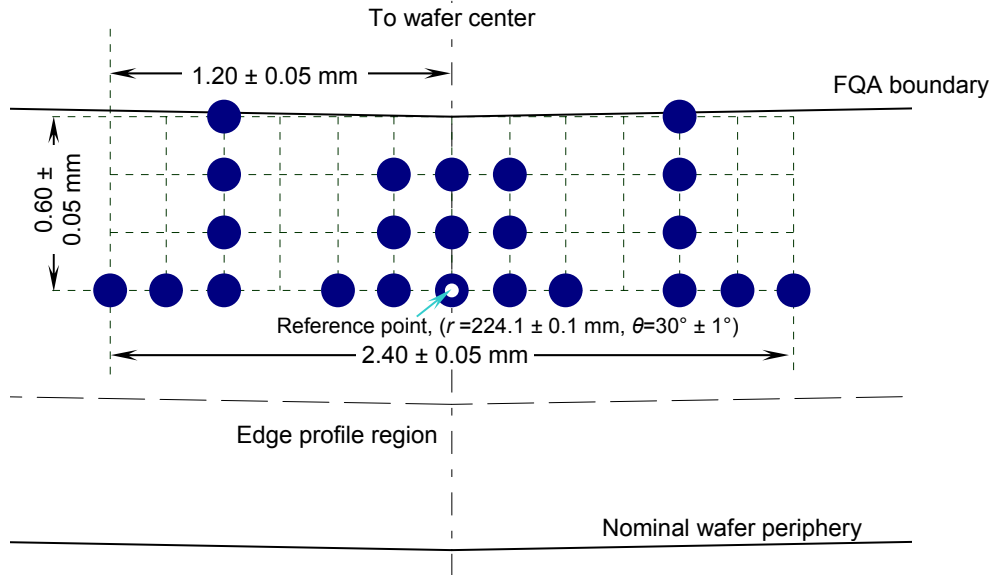 To wafer center
1.20 ± 0.05 mm
FQA boundary
0.60 ±
0.05 mm
Reference point, (r =224.1 ± 0.1 mm, θ=30° ± 1°)
2.40 ± 0.05 mm
Edge profile region
Nominal wafer periphery